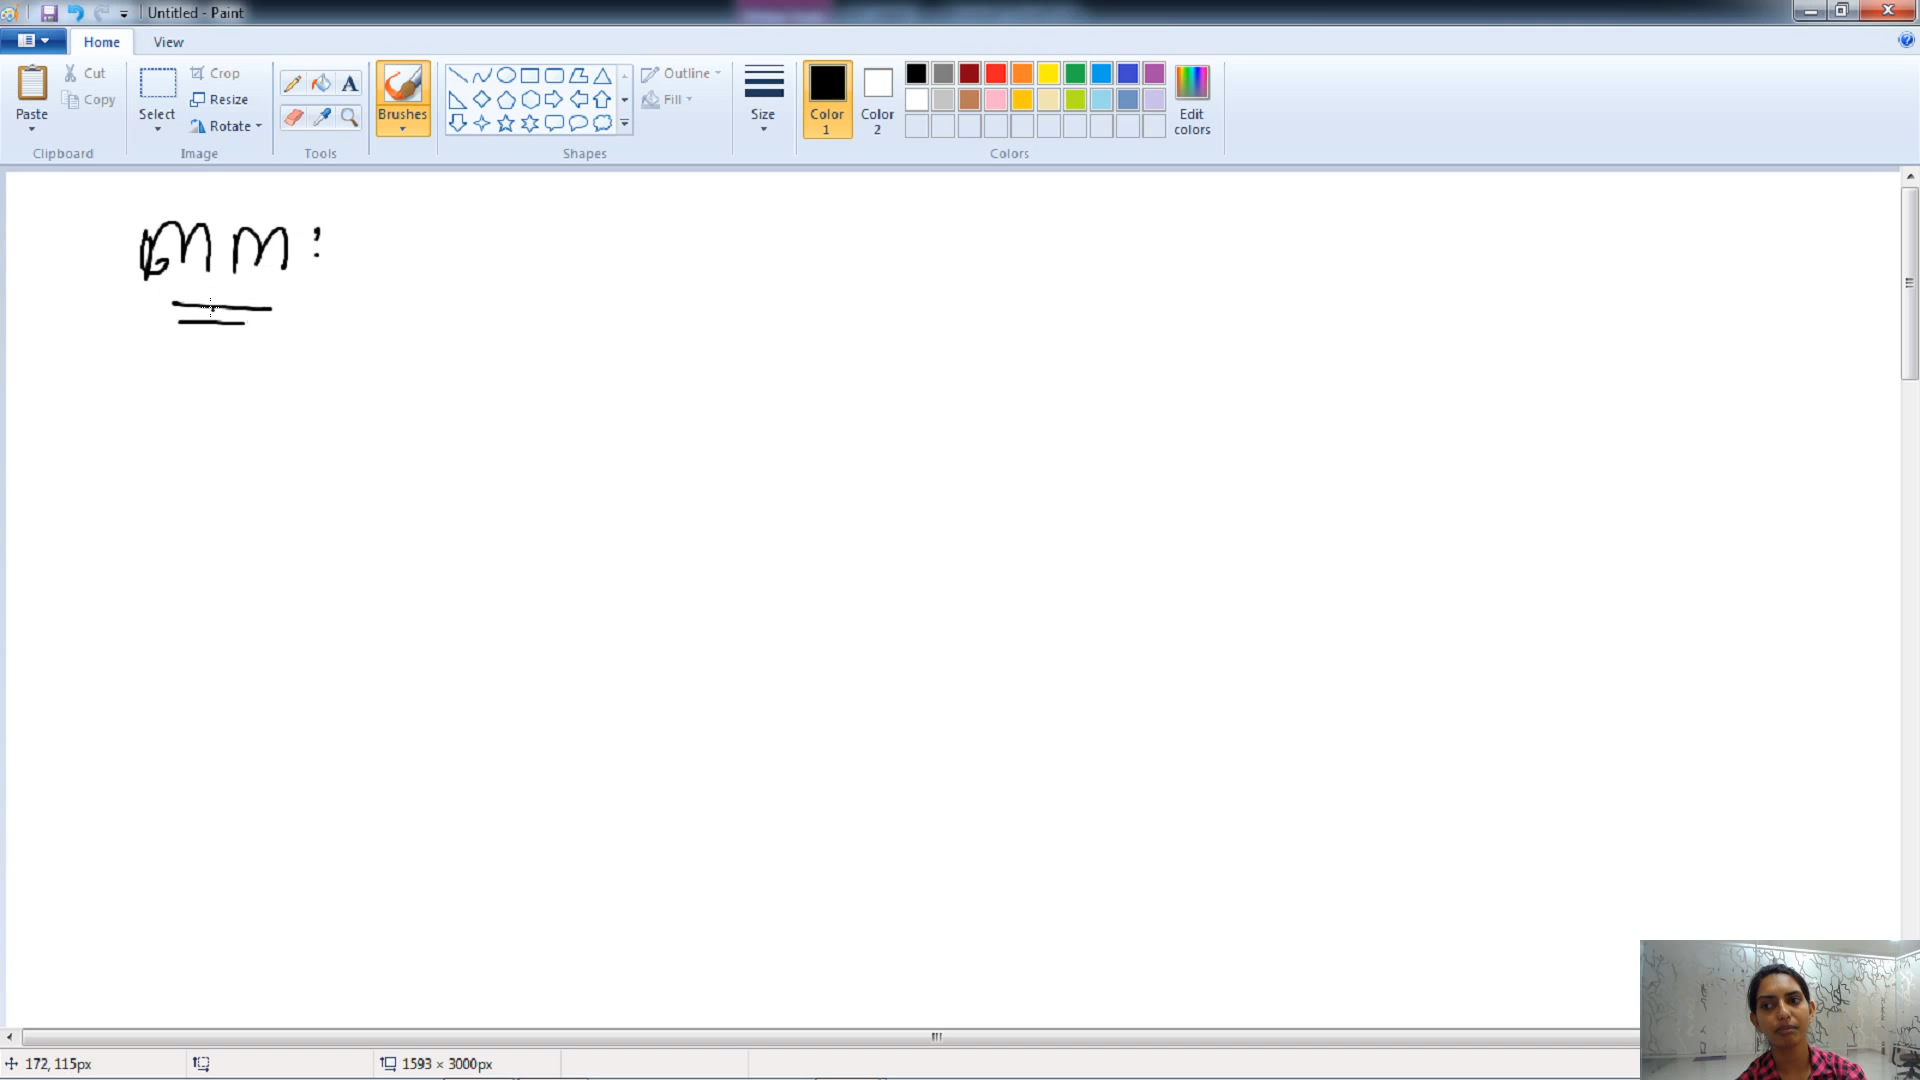 Untitled - Paint
Home View
Paste Cut Copy Select Crop Resize Rotate Brushes Outline Fill Size Color 1 Color 2 Edit colors
Clipboard Image Tools Shapes Colors
MM :
172, 115px 1593 × 3000px